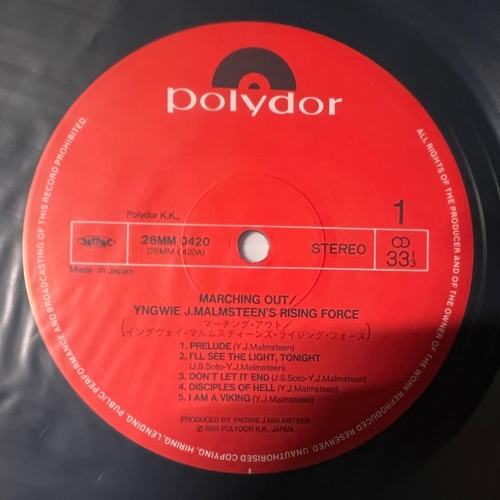 polydor
Polydor K.K.,
1
JASRAC
28MM 0420
(28MM 0420A)
STEREO
33 1/3
Made in Japan
MARCHING OUT/
YNGWIE J.MALMSTEEN'S RISING FORCE
(マーチング・アウト/
イングヴェイ・マルムスティーンズ・ライジング・フォース)
1. PRELUDE (Y.J.Malmsteen)
2. I'LL SEE THE LIGHT, TONIGHT
(J.S.Soto-Y.J.Malmsteen)
3. DON'T LET IT END (J.S.Soto-Y.J.Malmsteen)
4. DISCIPLES OF HELL (Y.J.Malmsteen)
5. I AM A VIKING (Y.J.Malmsteen)
PRODUCED BY YNGWIE J.MALMSTEEN
POLYDOR K.K., JAPAN.
ALL RIGHTS OF THE PRODUCER AND OF THE OWNER OF THE WORK REPRODUCED RESERVED. UNAUTHORISED COPYING, HIRING, LENDING, PUBLIC PERFORMANCE AND BROADCASTING OF THIS RECORD PROHIBITED.